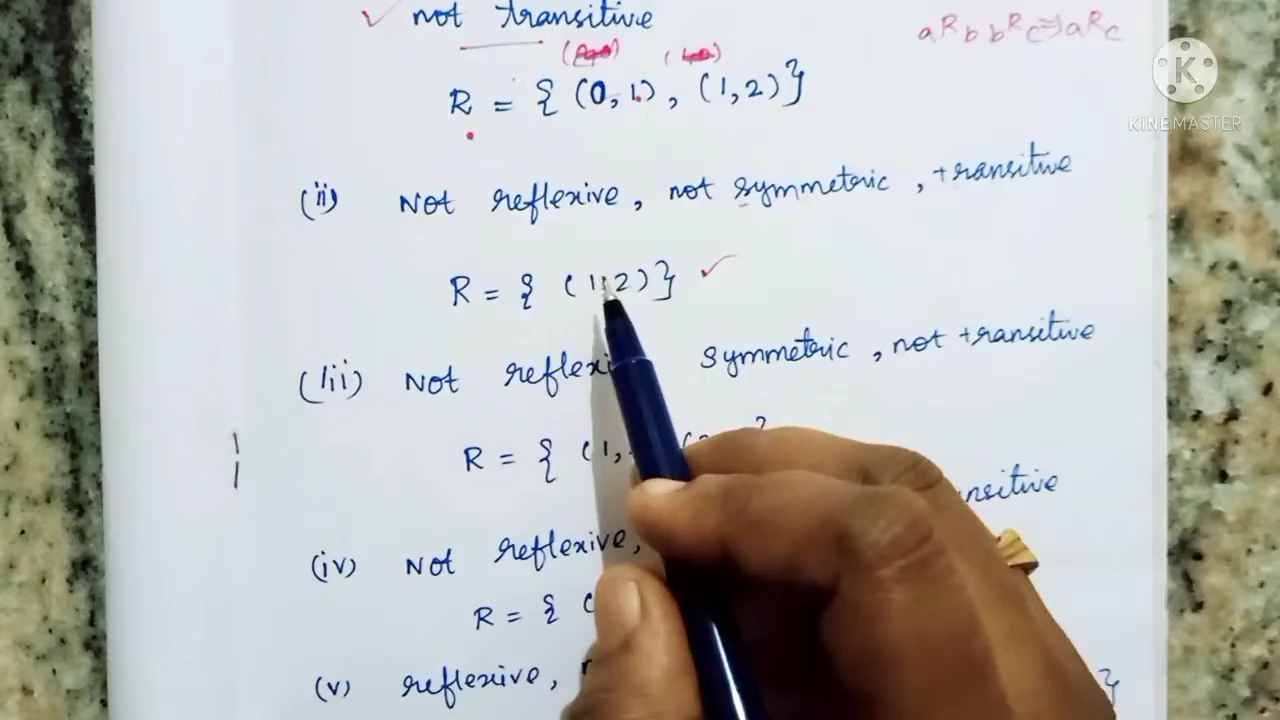 ✓ not transitive
aRb bRc ⇒ aRc
R = { (0, 1) , (1, 2) }
KINEMASTER
(ii) Not reflexive, not symmetric , transitive
R = { (1, 2) } ✓
(iii) Not symmetric , not transitive
R = { (1,
(iv) Not reflexive,
R = { (
(v) reflexive, }